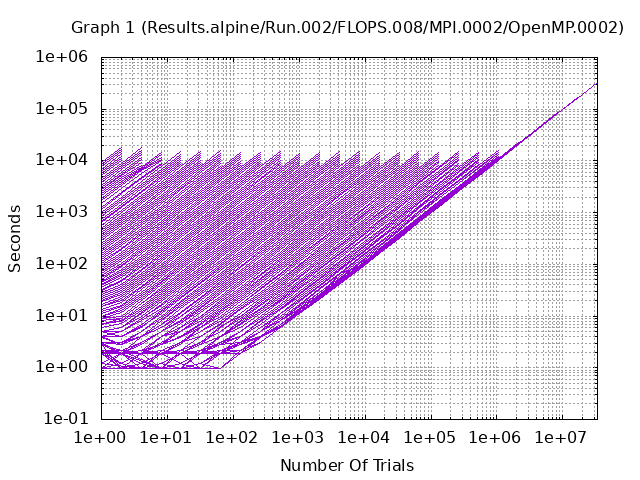 Graph 1 (Results.alpine/Run.002/FLOPS.008/MPI.0002/OpenMP.0002)
1e+06
1e+05
1e+04
1e+03
1e+02
1e+01
1e+00
1e-01
Seconds
1e+00 1e+01 1e+02 1e+03 1e+04 1e+05 1e+06 1e+07
Number Of Trials